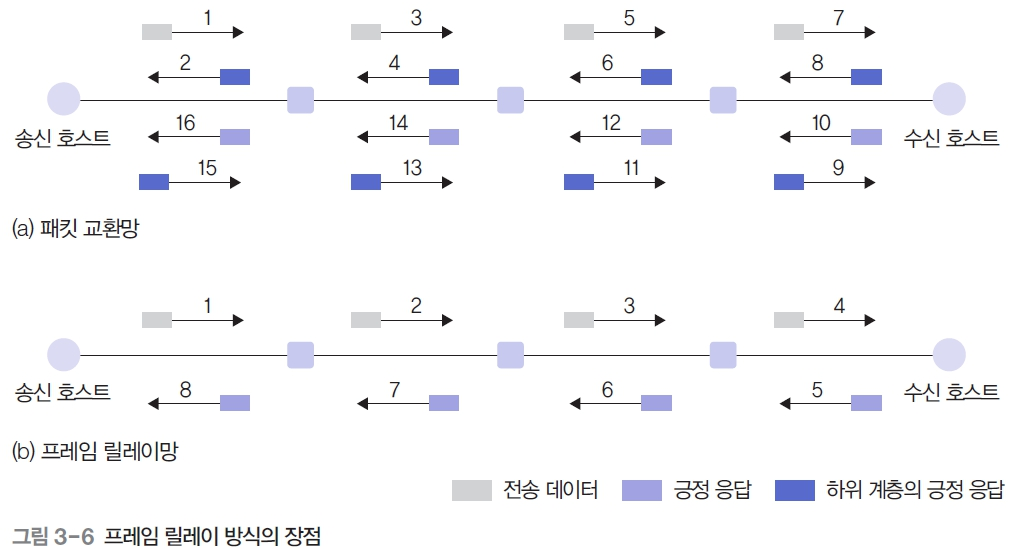 1 3 5 7
2 4 6 8
송신 호스트 수신 호스트
16 14 12 10
15 13 11 9
(a) 패킷 교환망
1 2 3 4
송신 호스트 수신 호스트
8 7 6 5
(b) 프레임 릴레이망
전송 데이터 긍정 응답 하위 계층의 긍정 응답
그림 3-6 프레임 릴레이 방식의 장점